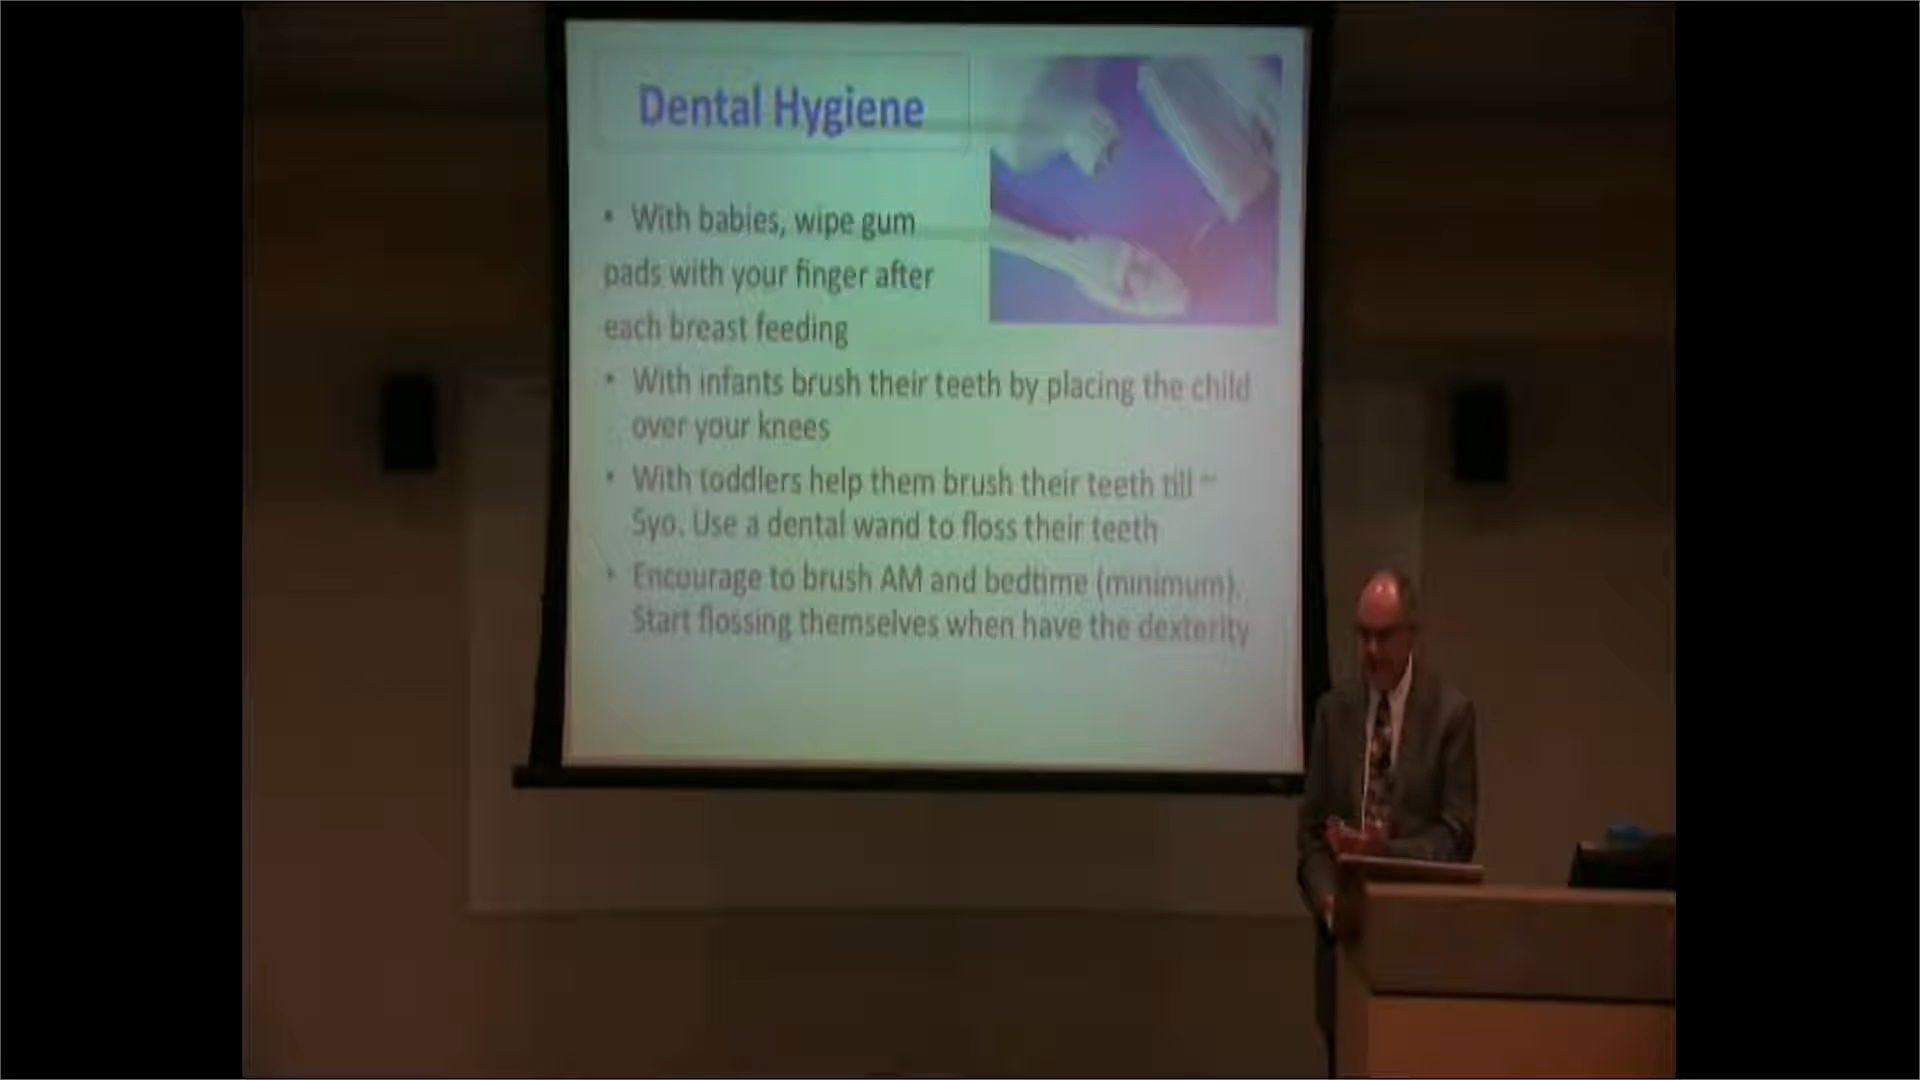 Dental Hygiene
• With babies, wipe gum
pads with your finger after
each breast feeding
• With infants brush their teeth by placing the child
over your knees
• With toddlers help them brush their teeth till ~
5yo. Use a dental wand to floss their teeth
• Encourage to brush AM and bedtime (minimum).
Start flossing themselves when have the dexterity